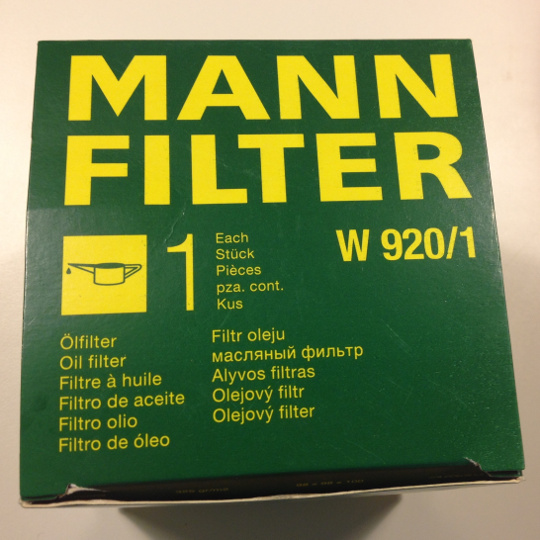 MANN
FILTER
W 920/1
1
Each
Stück
Pièces
pza. cont.
Kus
Ölfilter
Oil filter
Filtre à huile
Filtro de aceite
Filtro olio
Filtro de óleo
Filtr oleju
масляный фильтр
Alyvos filtras
Olejový filtr
Olejový filter